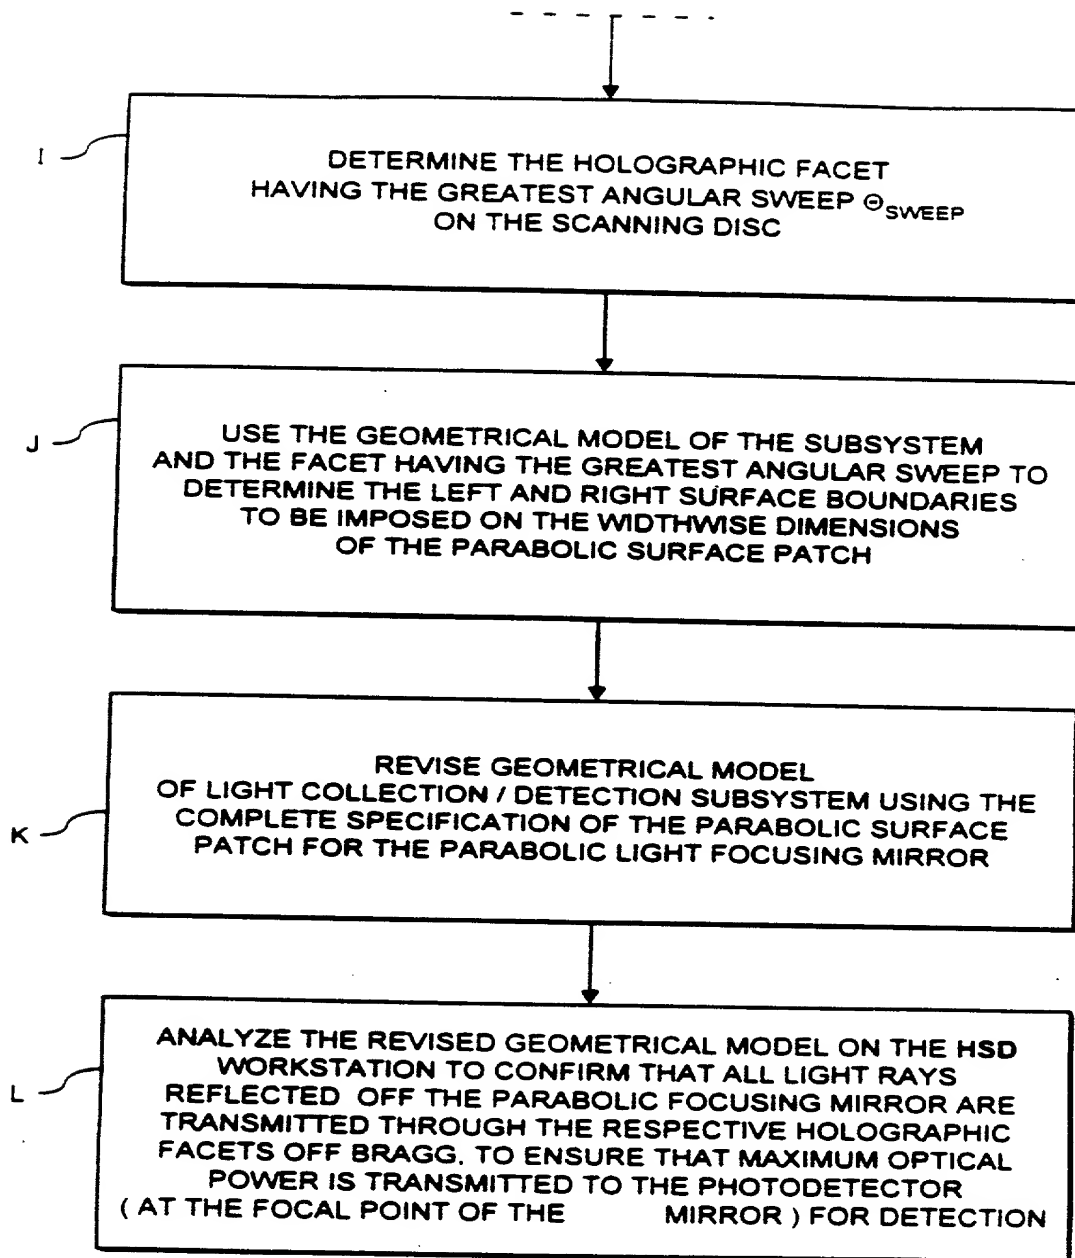 I
DETERMINE THE HOLOGRAPHIC FACET
HAVING THE GREATEST ANGULAR SWEEP ΘSWEEP
ON THE SCANNING DISC
J
USE THE GEOMETRICAL MODEL OF THE SUBSYSTEM
AND THE FACET HAVING THE GREATEST ANGULAR SWEEP TO
DETERMINE THE LEFT AND RIGHT SURFACE BOUNDARIES
TO BE IMPOSED ON THE WIDTHWISE DIMENSIONS
OF THE PARABOLIC SURFACE PATCH
K
REVISE GEOMETRICAL MODEL
OF LIGHT COLLECTION / DETECTION SUBSYSTEM USING THE
COMPLETE SPECIFICATION OF THE PARABOLIC SURFACE
PATCH FOR THE PARABOLIC LIGHT FOCUSING MIRROR
L
ANALYZE THE REVISED GEOMETRICAL MODEL ON THE HSD
WORKSTATION TO CONFIRM THAT ALL LIGHT RAYS
REFLECTED OFF THE PARABOLIC FOCUSING MIRROR ARE
TRANSMITTED THROUGH THE RESPECTIVE HOLOGRAPHIC
FACETS OFF BRAGG. TO ENSURE THAT MAXIMUM OPTICAL
POWER IS TRANSMITTED TO THE PHOTODETECTOR
( AT THE FOCAL POINT OF THE MIRROR ) FOR DETECTION